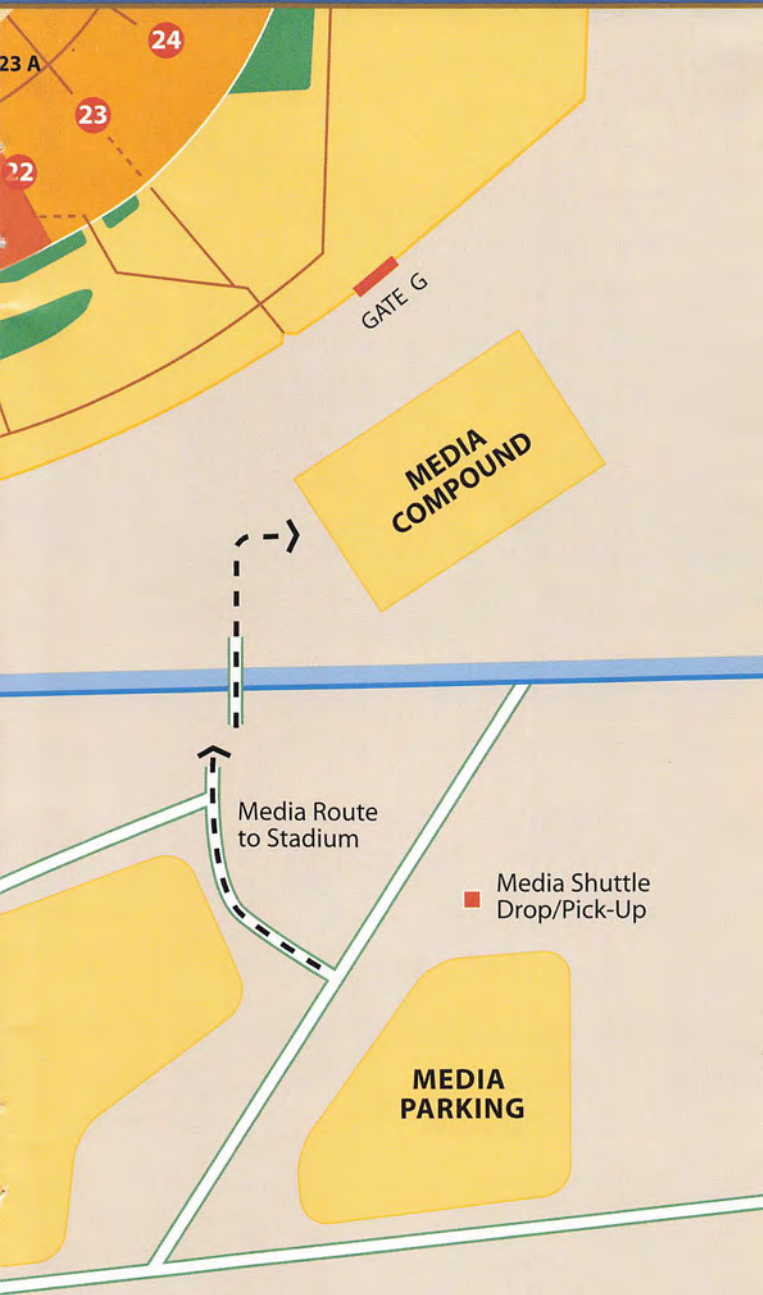 24
23 A
23
22
GATE G
MEDIA
COMPOUND
Media Route
to Stadium
Media Shuttle
Drop/Pick-Up
MEDIA
PARKING